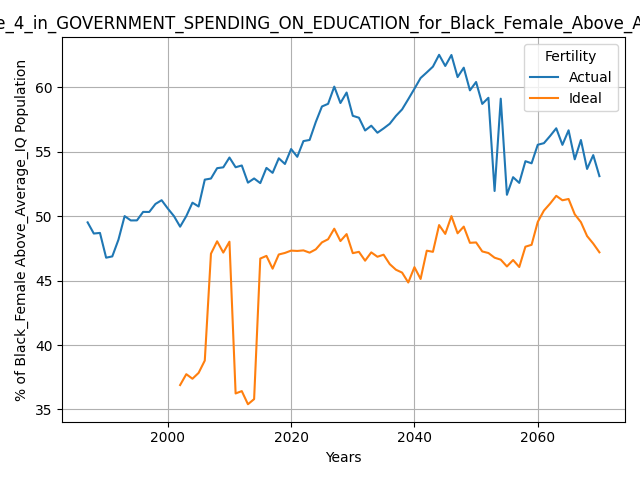 e_4_in_GOVERNMENT_SPENDING_ON_EDUCATION_for_Black_Female_Above_A
% of Black_Female Above_Average_IQ Population
60
55
50
45
40
35
Fertility
Actual
Ideal
2000
2020
2040
2060
Years